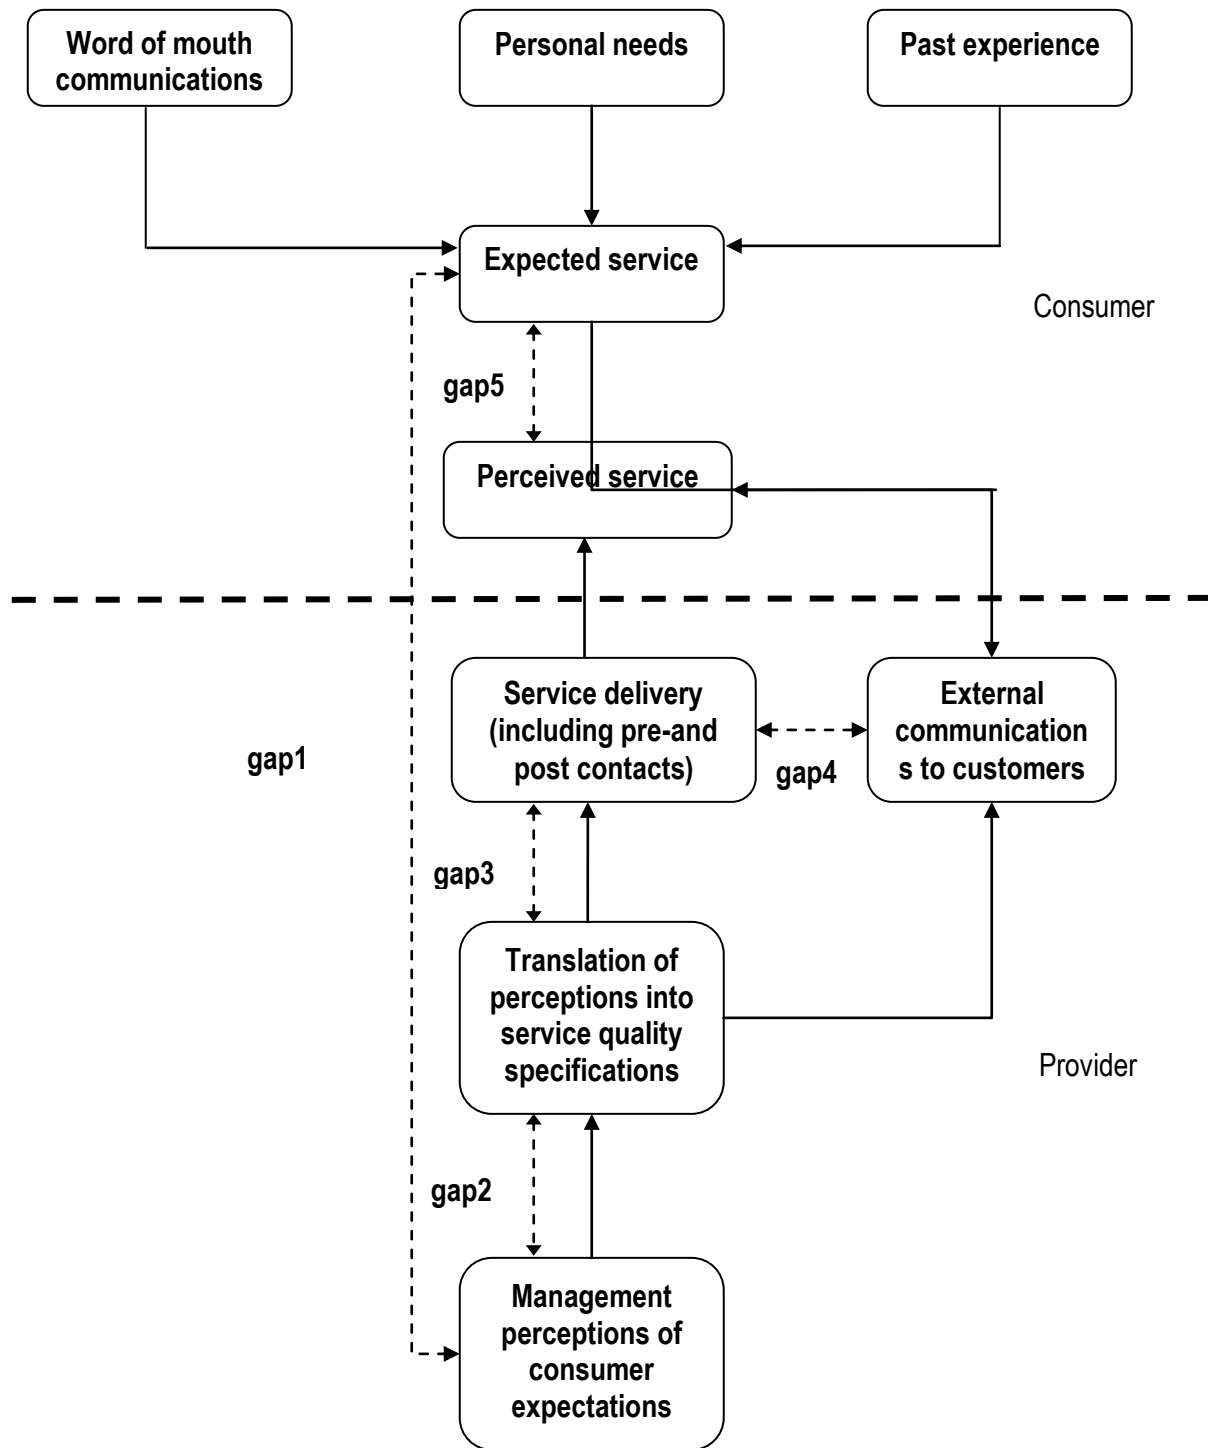 Word of mouth
communications
Personal needs
Past experience
Expected service
Consumer
gap5
Perceived service
Service delivery
(including pre-and
post contacts)
External
communication
s to customers
gap1
gap4
gap3
Translation of
perceptions into
service quality
specifications
Provider
gap2
Management
perceptions of
consumer
expectations